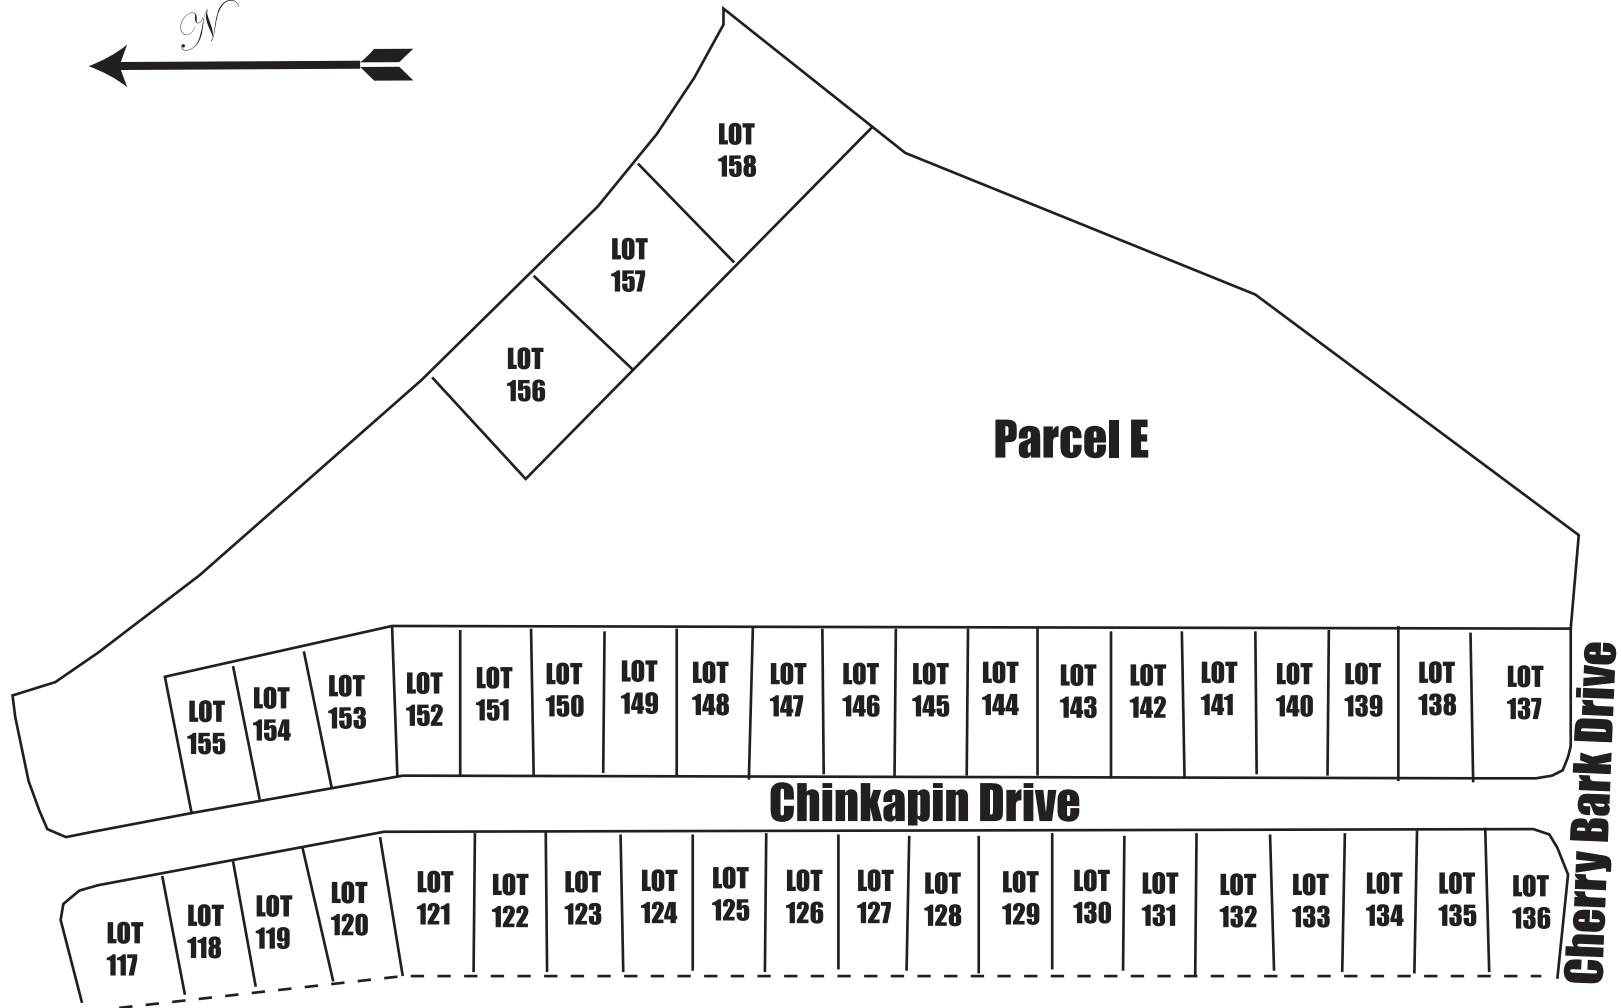 N
LOT
158
LOT
157
LOT
156
Parcel E
LOT
155
LOT
154
LOT
153
LOT
152
LOT
151
LOT
150
LOT
149
LOT
148
LOT
147
LOT
146
LOT
145
LOT
144
LOT
143
LOT
142
LOT
141
LOT
140
LOT
139
LOT
138
LOT
137
Chinkapin Drive
Cherry Bark Drive
LOT
117
LOT
118
LOT
119
LOT
120
LOT
121
LOT
122
LOT
123
LOT
124
LOT
125
LOT
126
LOT
127
LOT
128
LOT
129
LOT
130
LOT
131
LOT
132
LOT
133
LOT
134
LOT
135
LOT
136